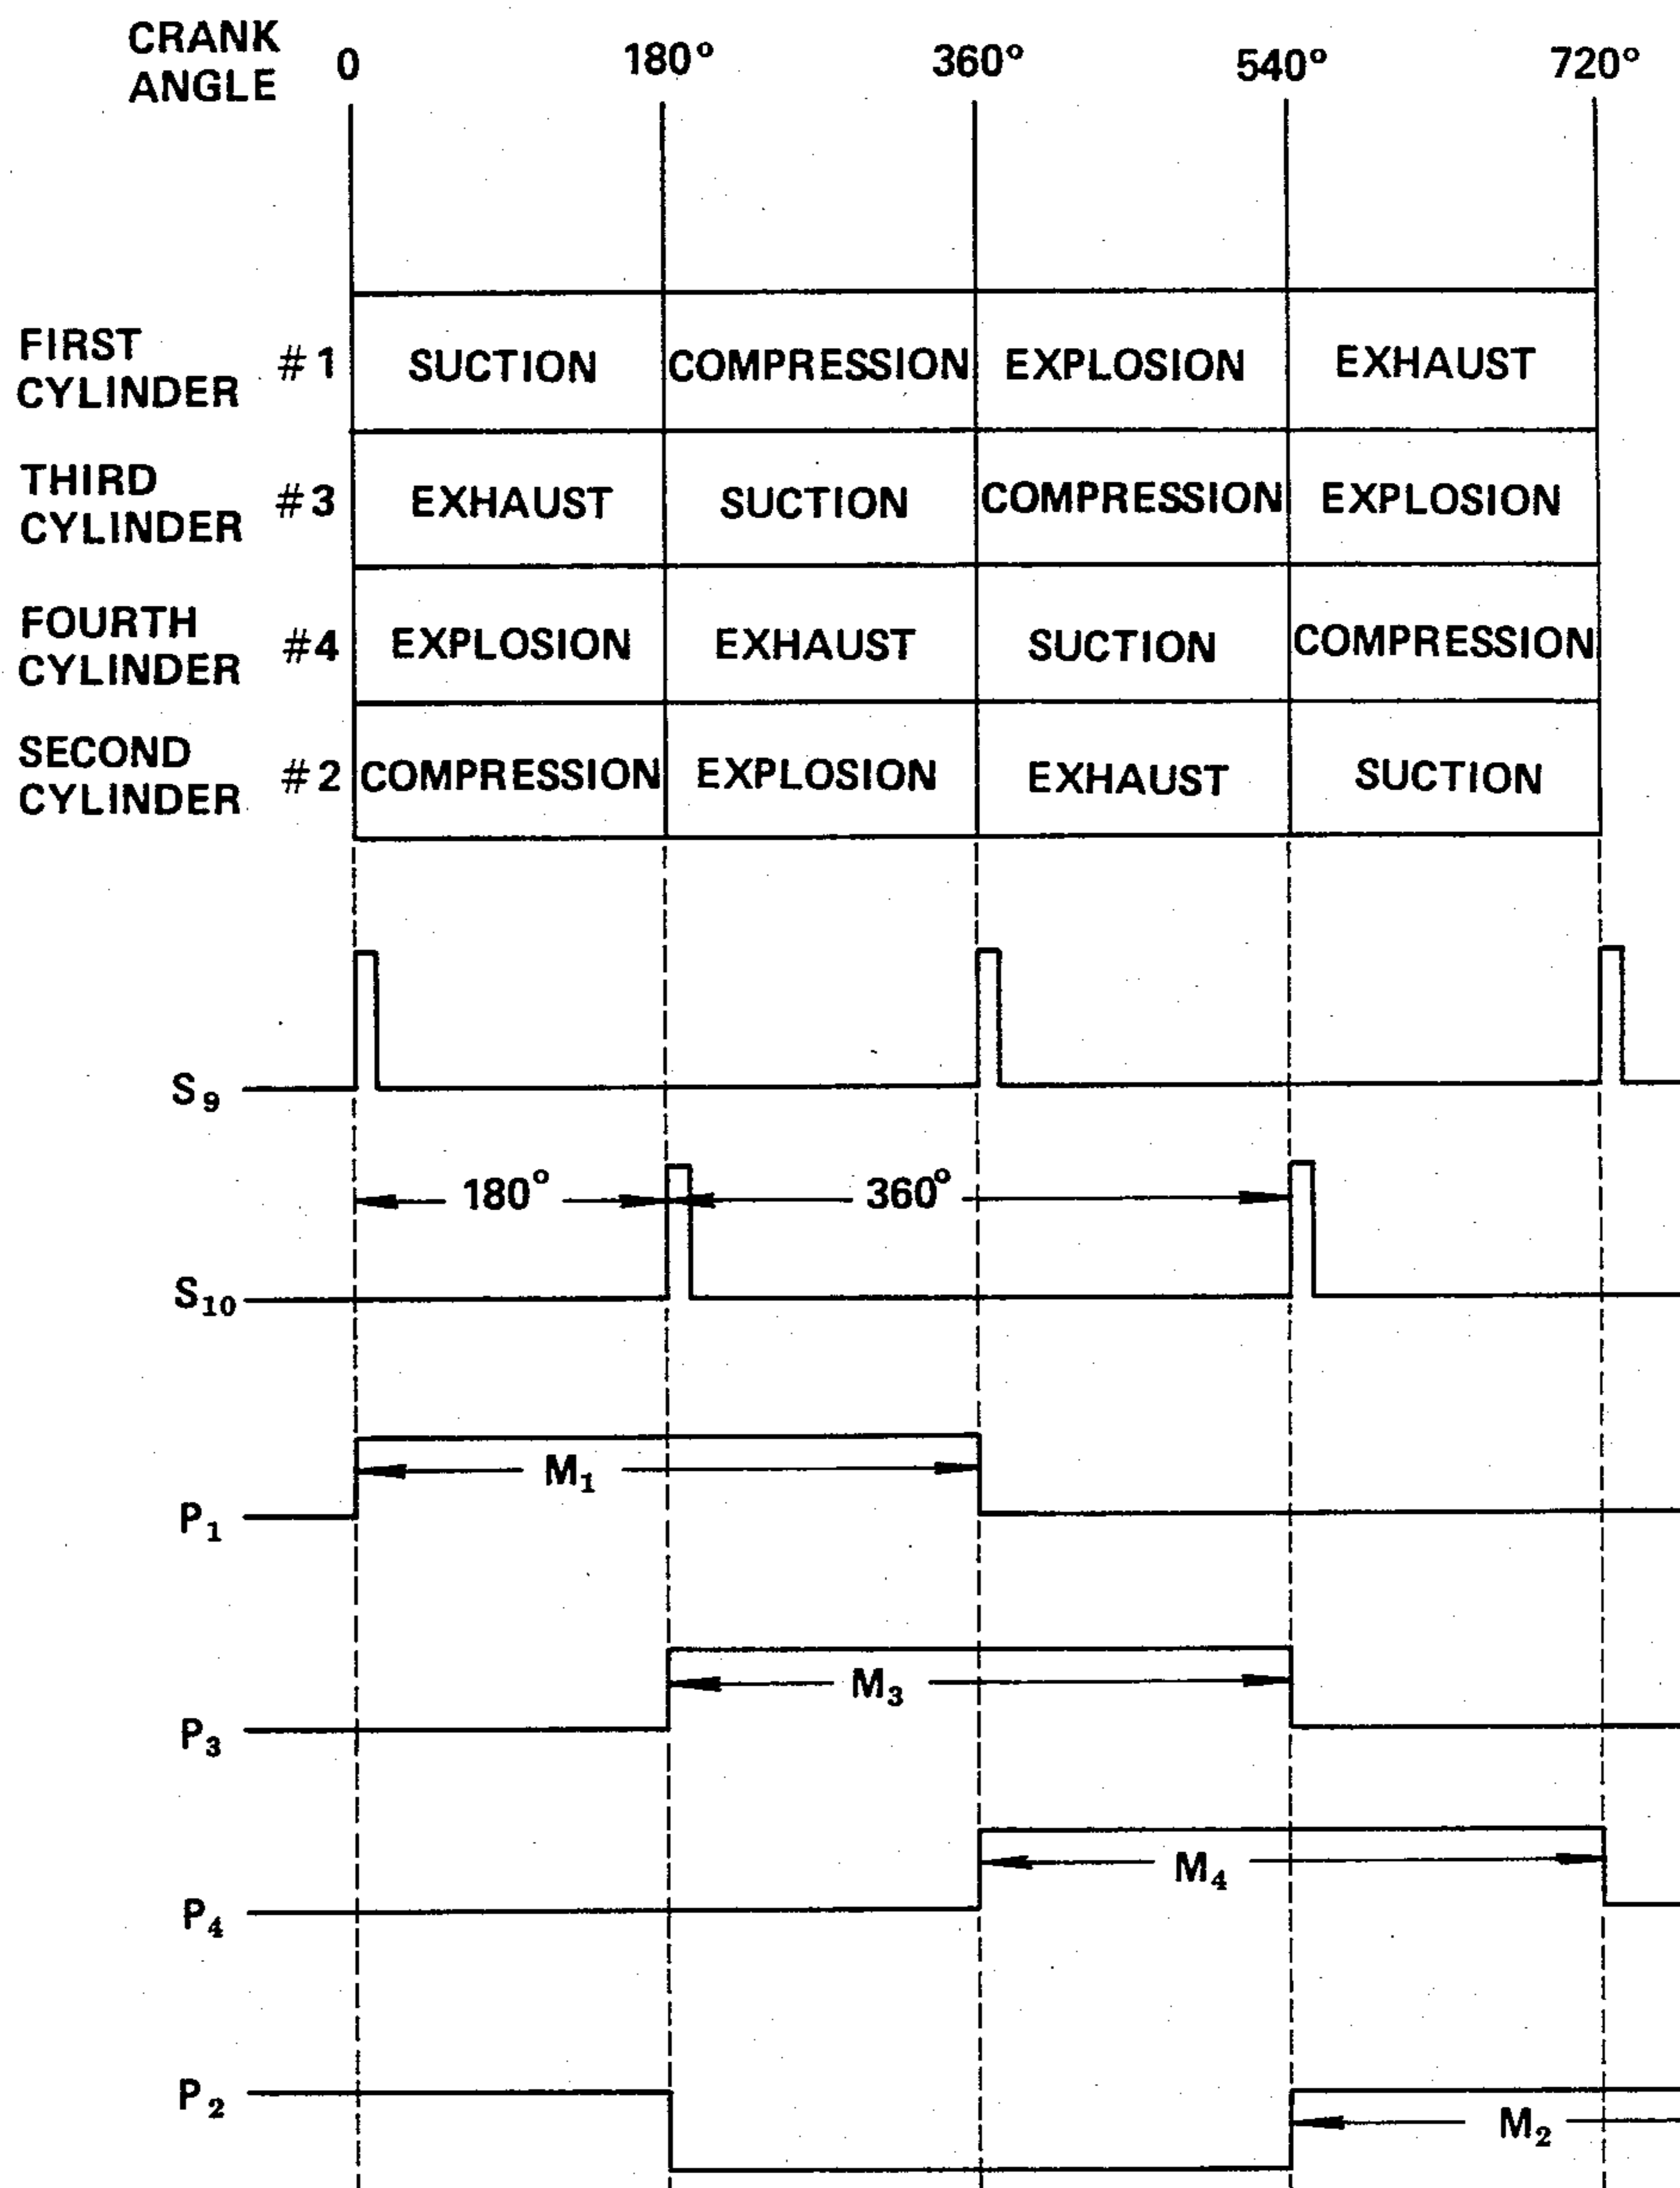 CRANK
ANGLE
0 180° 360° 540° 720°
FIRST
CYLINDER #1 SUCTION COMPRESSION EXPLOSION EXHAUST
THIRD
CYLINDER #3 EXHAUST SUCTION COMPRESSION EXPLOSION
FOURTH
CYLINDER #4 EXPLOSION EXHAUST SUCTION COMPRESSION
SECOND
CYLINDER #2 COMPRESSION EXPLOSION EXHAUST SUCTION
S9
180° 360°
S10
M1
P1
M3
P3
M4
P4
P2
M2